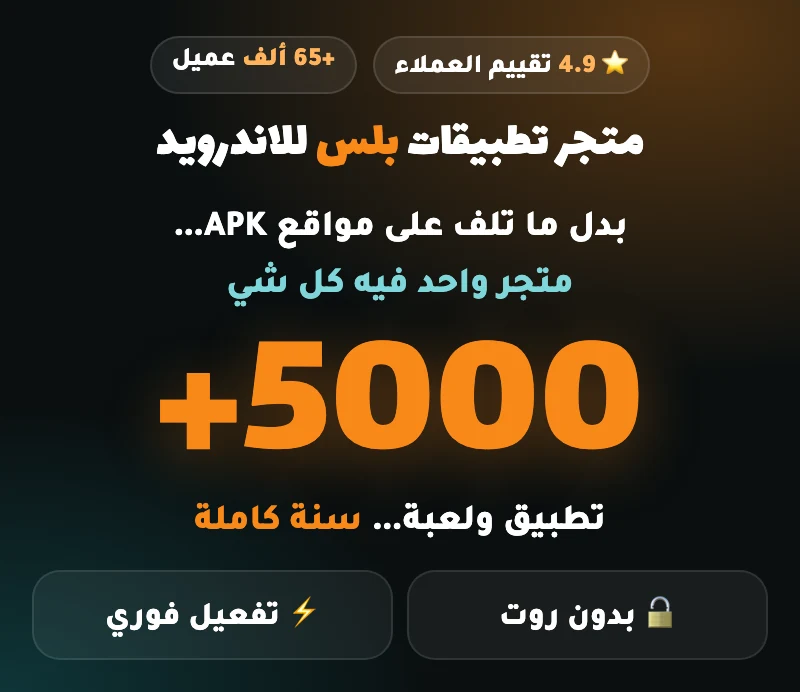 ⭐ 4.9 تقييم العملاء
+65 ألف عميل
متجر تطبيقات بلس للاندرويد
بدل ما تلف على مواقع APK...
متجر واحد فيه كل شي
+5000
تطبيق ولعبة... سنة كاملة
🔓 بدون روت
⚡ تفعيل فوري